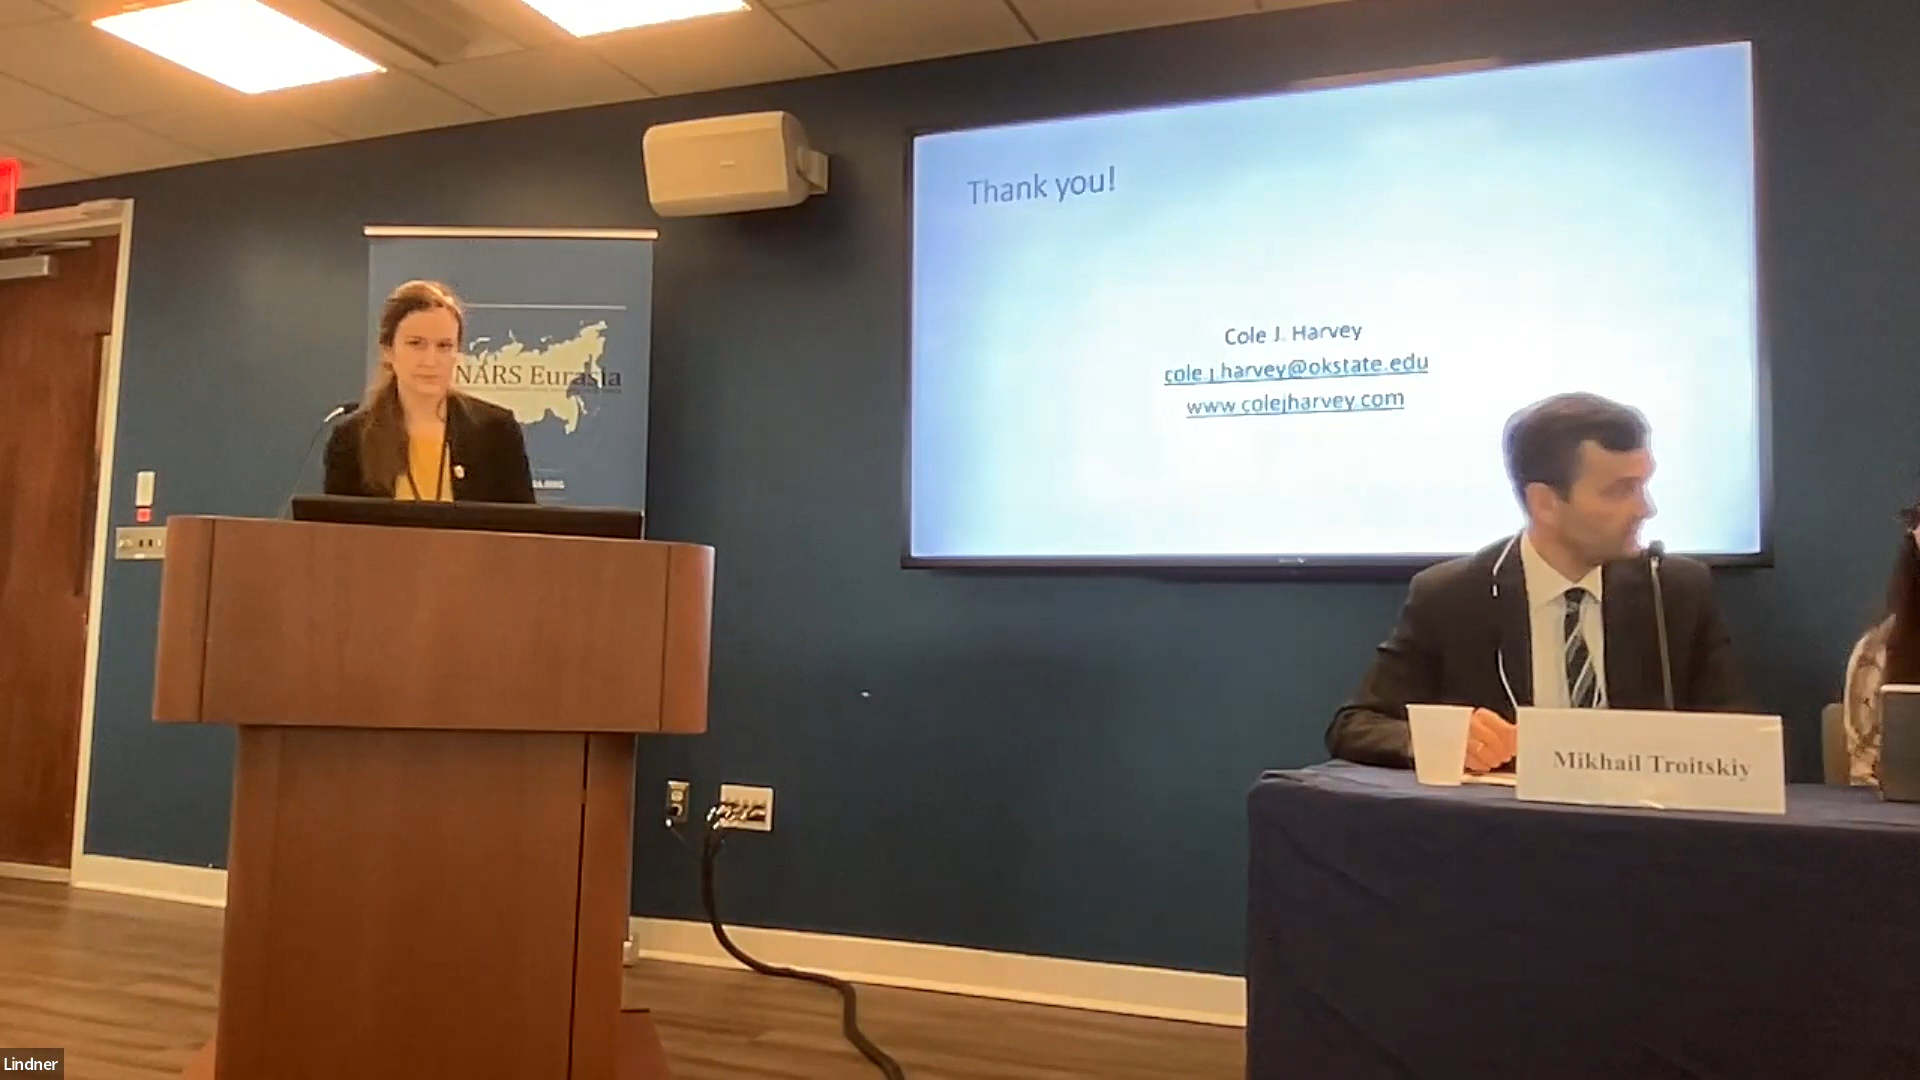 Thank you!
Cole J. Harvey
cole.j.harvey@okstate.edu
www.colejharvey.com
NARS Eurasia
Mikhail Troitskiy
Lindner